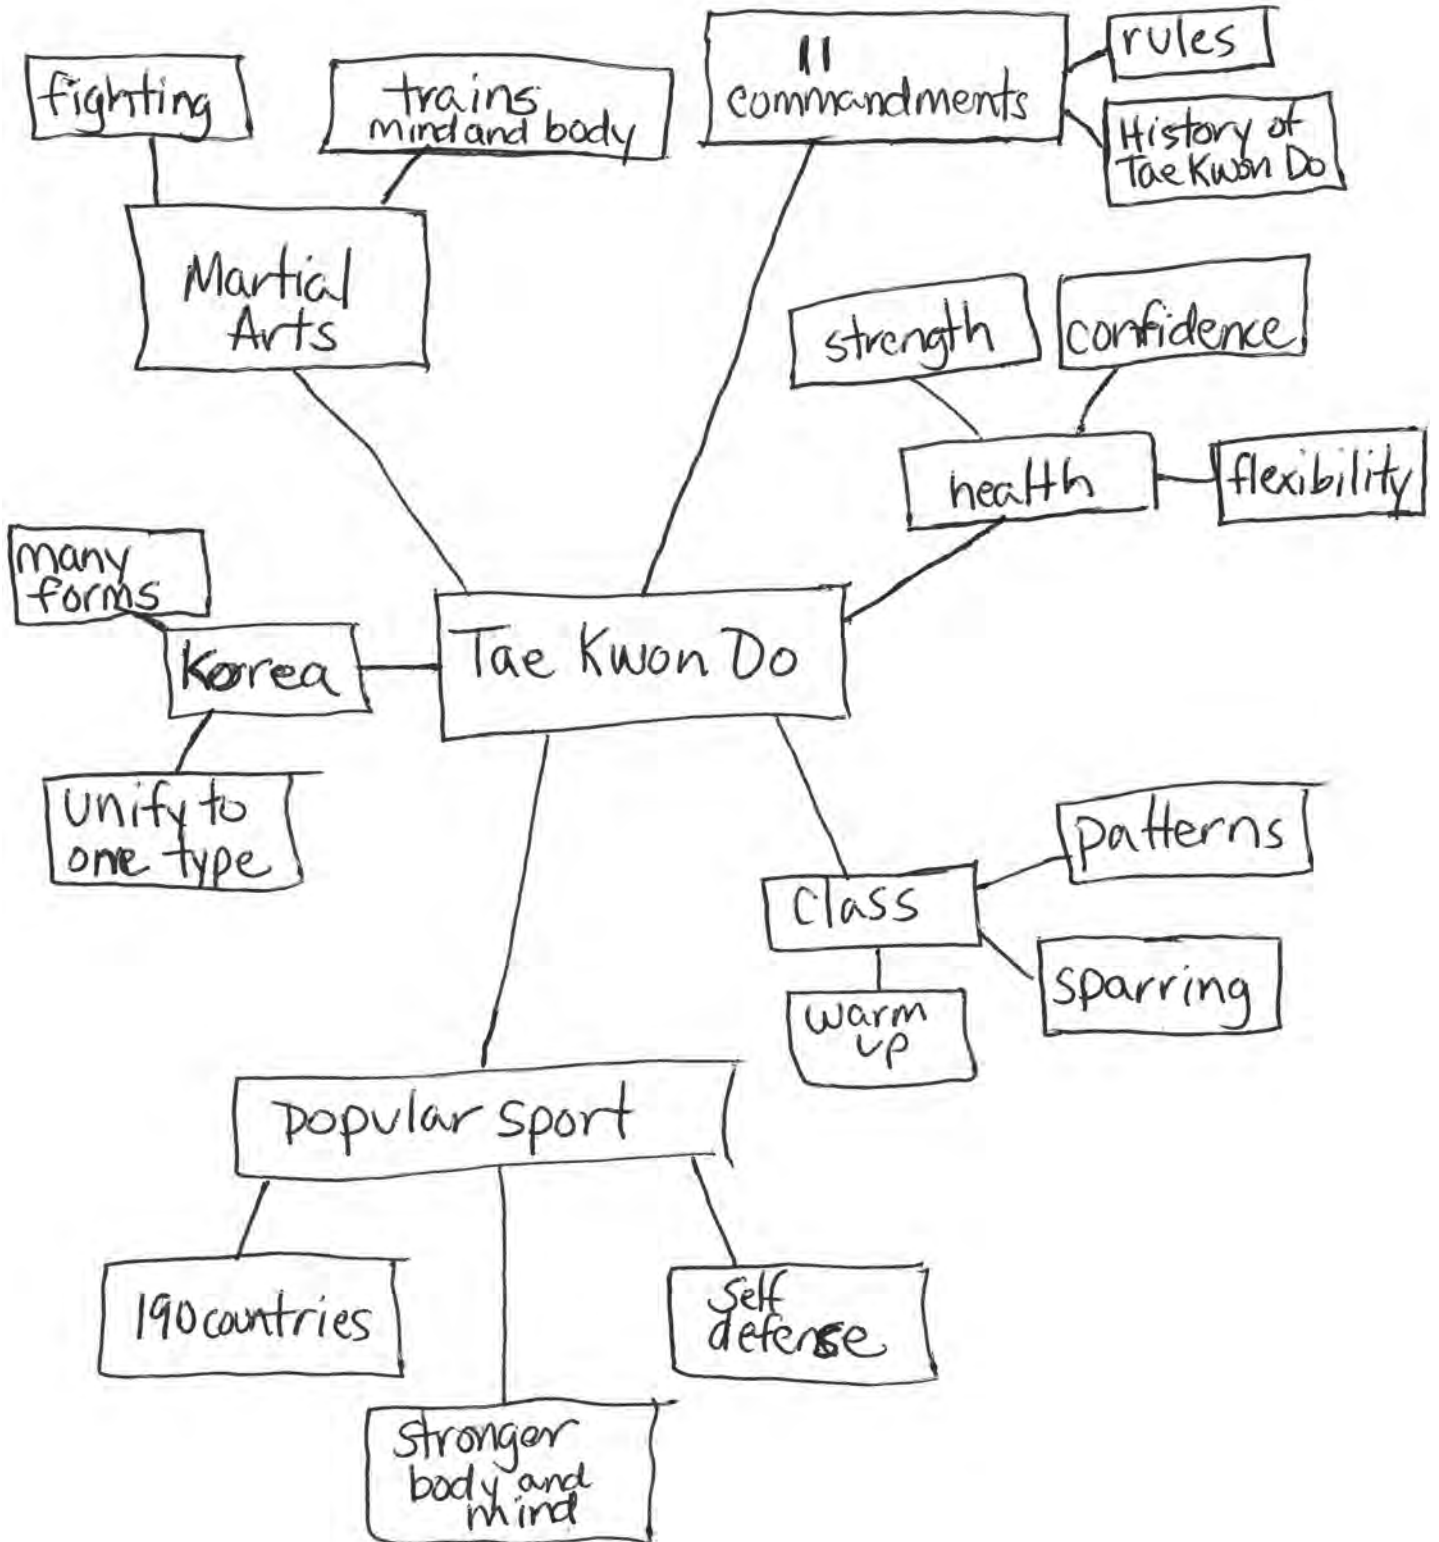 fighting
trains
mind and body
11
commandments
rules
History of
Tae Kwon Do
Martial
Arts
strength
confidence
health
flexibility
many
forms
Korea
Tae Kwon Do
unify to
one type
patterns
class
sparring
warm
up
popular sport
190 countries
self
defense
stronger
body and
mind